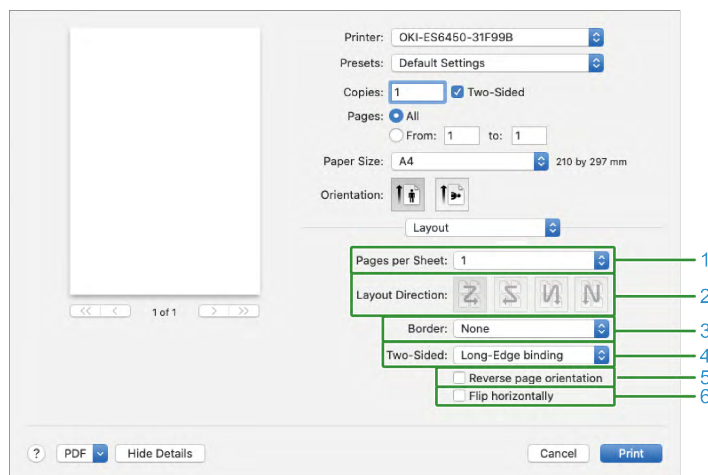 Printer: OKI-ES6450-31F99B
Presets: Default Settings
Copies: 1 Two-Sided
Pages: All
From: 1 to: 1
Paper Size: A4 210 by 297 mm
Orientation:
Layout
Pages per Sheet: 1 1
Layout Direction: 2
Border: None 3
Two-Sided: Long-Edge binding 4
Reverse page orientation 5
Flip horizontally 6
<< < 1 of 1 > >>
? PDF Hide Details Cancel Print